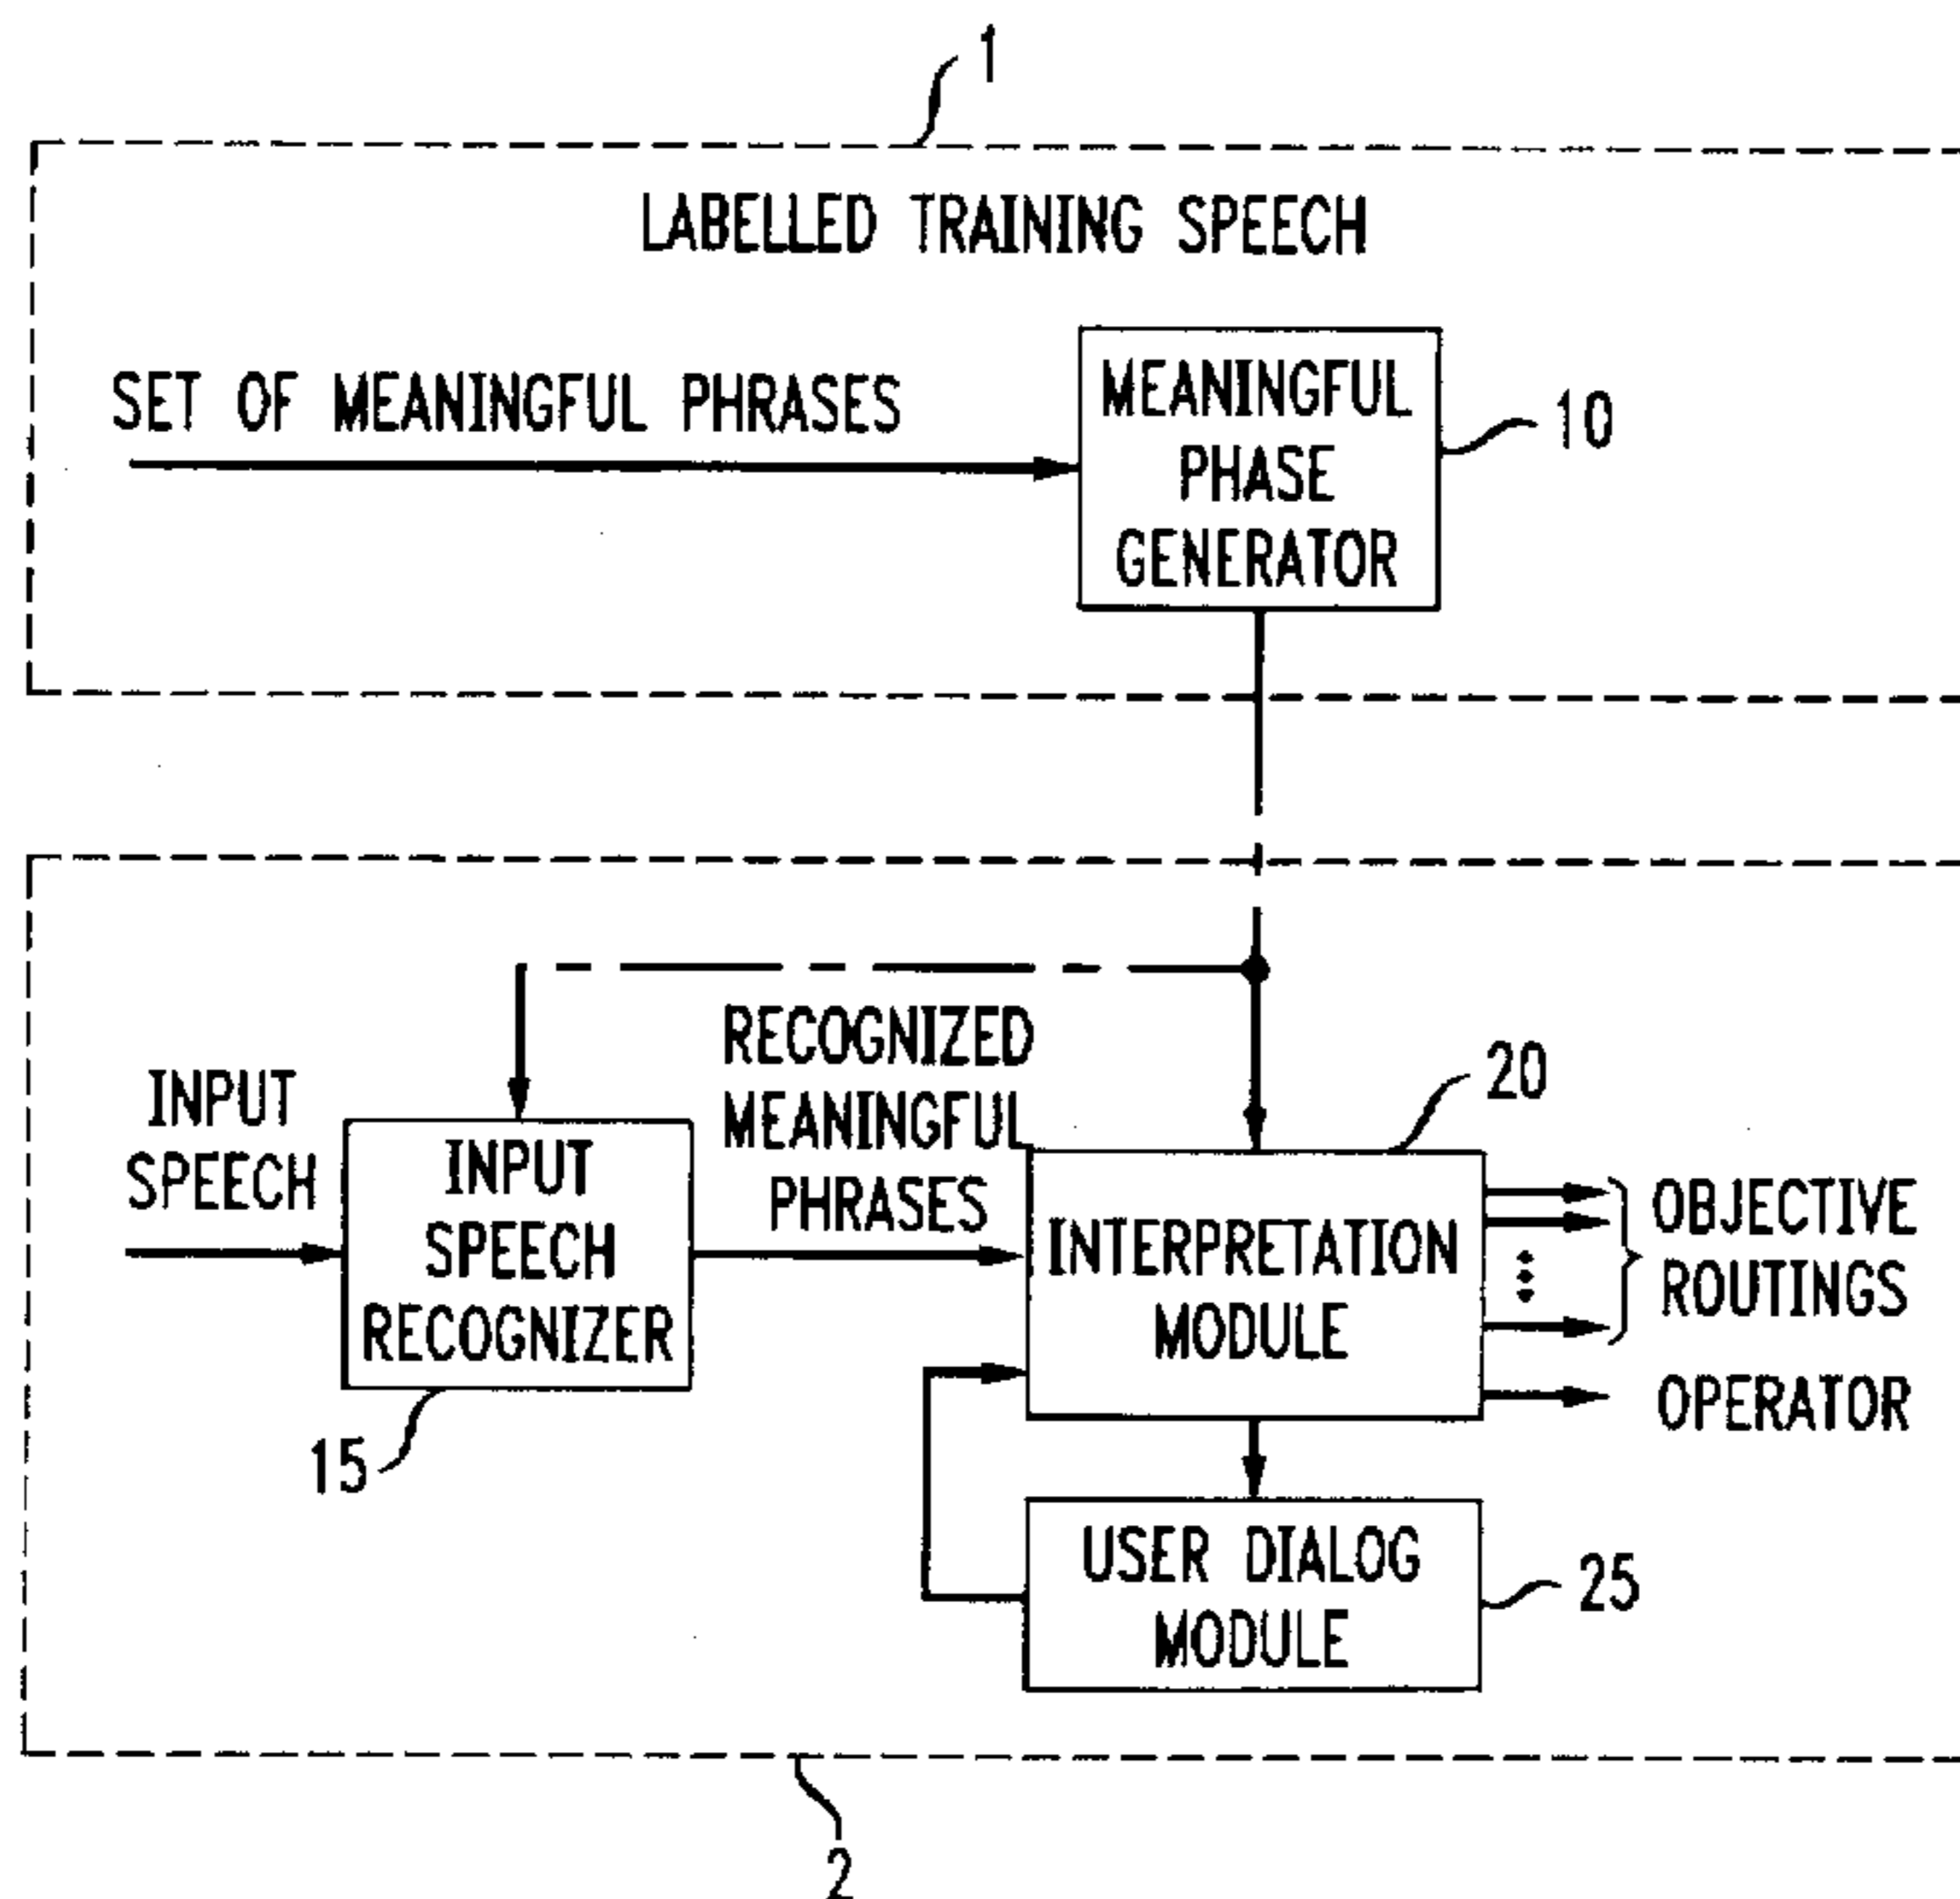 1
LABELLED TRAINING SPEECH
SET OF MEANINGFUL PHRASES
MEANINGFUL
PHASE
GENERATOR
10
RECOGNIZED
MEANINGFUL
PHRASES
INPUT
SPEECH
INPUT
SPEECH
RECOGNIZER
15
20
INTERPRETATION
MODULE
OBJECTIVE
ROUTINGS
OPERATOR
USER DIALOG
MODULE
25
2